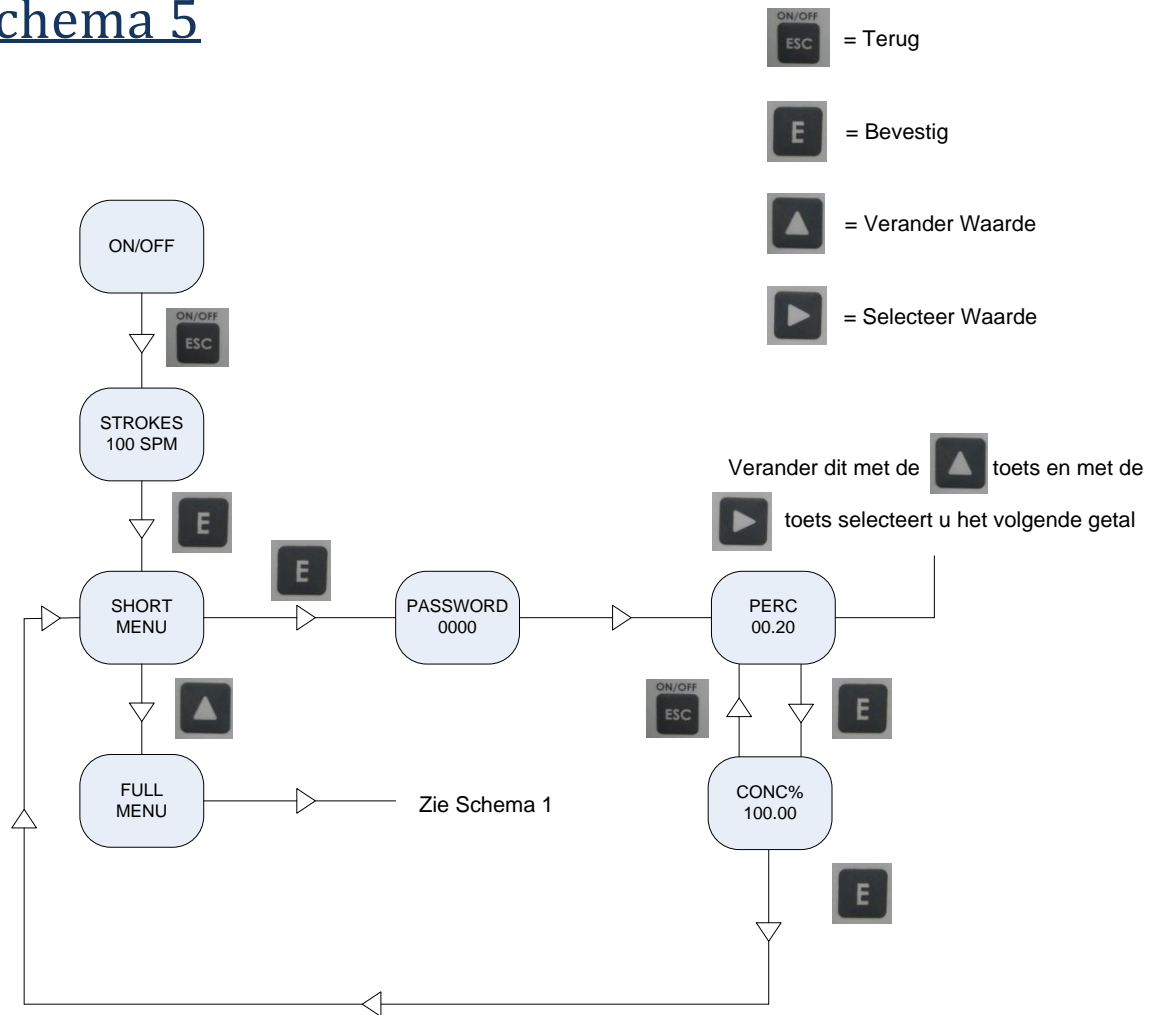 chema 5
ON/OFF
ESC
= Terug
E
= Bevestig
= Verander Waarde
= Selecteer Waarde
ON/OFF
ON/OFF
ESC
STROKES
100 SPM
E
Verander dit met de toets en met de
toets selecteert u het volgende getal
E
SHORT
MENU
PASSWORD
0000
PERC
00.20
ON/OFF
ESC
E
FULL
MENU
Zie Schema 1
CONC%
100.00
E